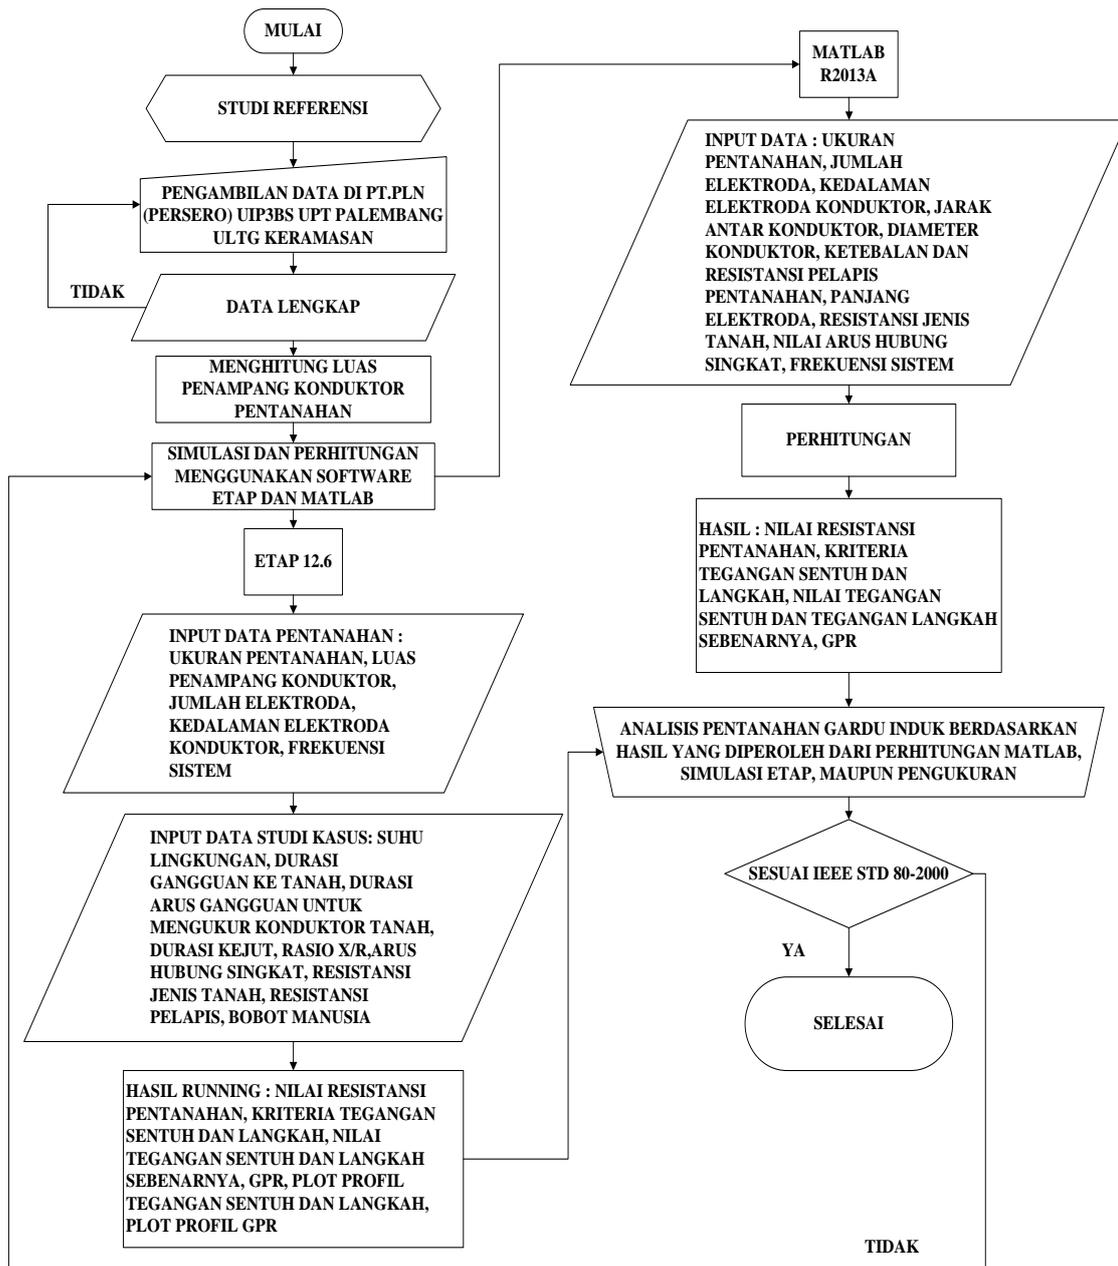 MULAI
STUDI REFERENSI
PENGAMBILAN DATA DI PT.PLN
(PERSERO) UIP3BS UPT PALEMBANG
ULTG KERAMASAN
TIDAK
DATA LENGKAP
MENGHITUNG LUAS
PENAMPANG KONDUKTOR
PENTANAHAN
SIMULASI DAN PERHITUNGAN
MENGGUNAKAN SOFTWARE
ETAP DAN MATLAB
ETAP 12.6
INPUT DATA PENTANAHAN :
UKURAN PENTANAHAN, LUAS
PENAMPANG KONDUKTOR,
JUMLAH ELEKTRODA,
KEDALAMAN ELEKTRODA
KONDUKTOR, FREKUENSI
SISTEM
INPUT DATA STUDI KASUS: SUHU
LINGKUNGAN, DURASI
GANGGUAN KE TANAH, DURASI
ARUS GANGGUAN UNTUK
MENGUKUR KONDUKTOR TANAH,
DURASI KEJUT, RASIO X/R,ARUS
HUBUNG SINGKAT, RESISTANSI
JENIS TANAH, RESISTANSI
PELAPIS, BOBOT MANUSIA
HASIL RUNNING : NILAI RESISTANSI
PENTANAHAN, KRITERIA TEGANGAN
SENTUH DAN LANGKAH, NILAI
TEGANGAN SENTUH DAN LANGKAH
SEBENARNYA, GPR, PLOT PROFIL
TEGANGAN SENTUH DAN LANGKAH,
PLOT PROFIL GPR
MATLAB
R2013A
INPUT DATA : UKURAN
PENTANAHAN, JUMLAH
ELEKTRODA, KEDALAMAN
ELEKTRODA KONDUKTOR, JARAK
ANTAR KONDUKTOR, DIAMETER
KONDUKTOR, KETEBALAN DAN
RESISTANSI PELAPIS
PENTANAHAN, PANJANG
ELEKTRODA, RESISTANSI JENIS
TANAH, NILAI ARUS HUBUNG
SINGKAT, FREKUENSI SISTEM
PERHITUNGAN
HASIL : NILAI RESISTANSI
PENTANAHAN, KRITERIA
TEGANGAN SENTUH DAN
LANGKAH, NILAI TEGANGAN
SENTUH DAN TEGANGAN LANGKAH
SEBENARNYA, GPR
ANALISIS PENTANAHAN GARDU INDUK BERDASARKAN
HASIL YANG DIPEROLEH DARI PERHITUNGAN MATLAB,
SIMULASI ETAP, MAUPUN PENGUKURAN
SESUAI IEEE STD 80-2000
YA
SELESAI
TIDAK